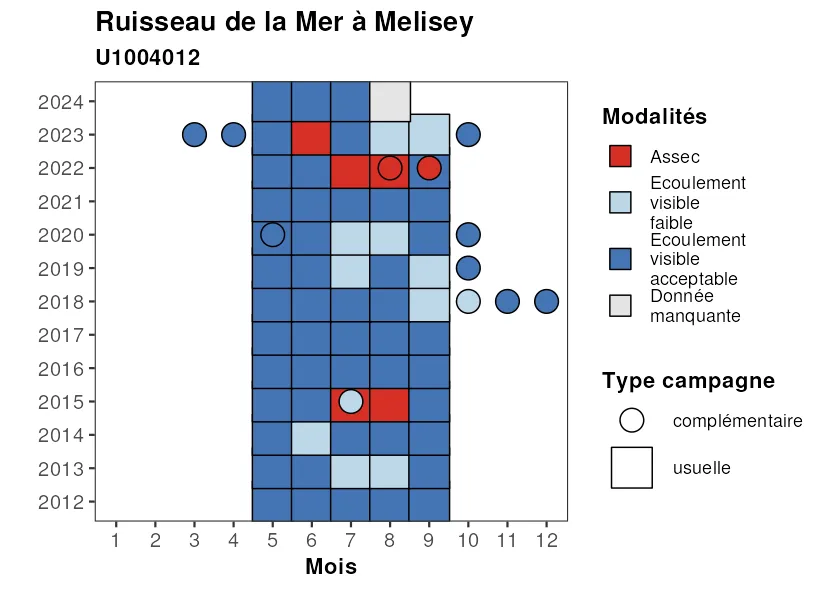 Ruisseau de la Mer à Melisey
U1004012
2024
2023
2022
2021
2020
2019
2018
2017
2016
2015
2014
2013
2012
1 2 3 4 5 6 7 8 9 10 11 12
Mois
Modalités
Assec
Ecoulement
visible
faible
Ecoulement
visible
acceptable
Donnée
manquante
Type campagne
complémentaire
usuelle